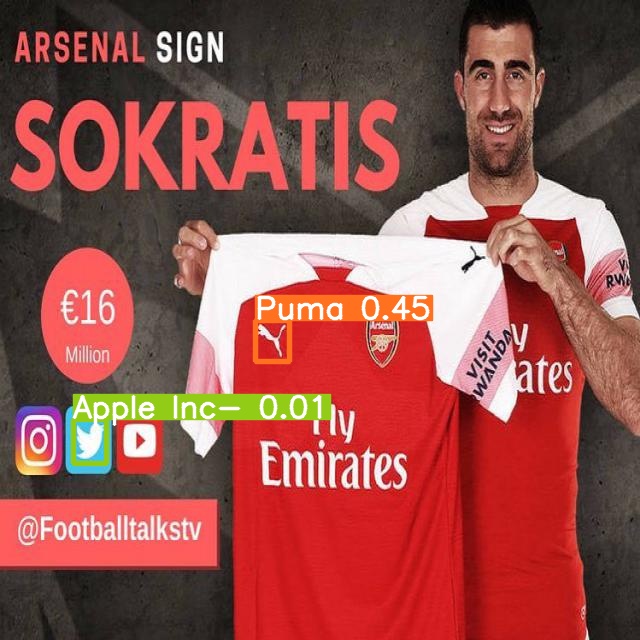 ARSENAL SIGN
SOKRATIS
€16
Million
Puma 0.45
Arsenal
VISIT
RWANDA
Apple Inc- 0.01
Fly
Emirates
@Footballtalkstv